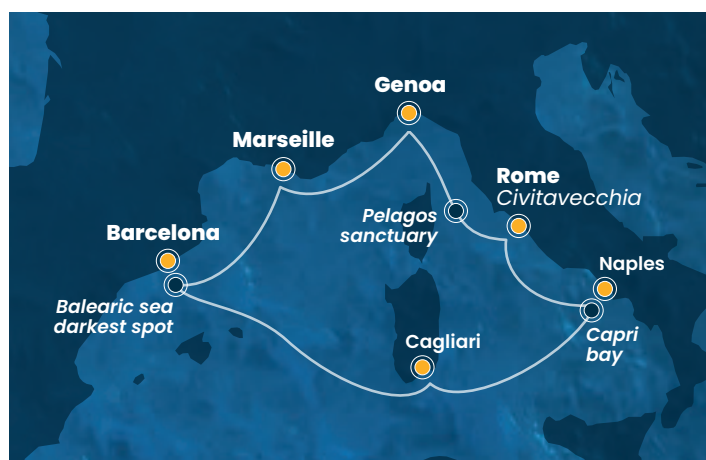 Genoa
Marseille
Rome
Civitavecchia
Pelagos
sanctuary
Barcelona
Naples
Balearic sea
darkest spot
Cagliari
Capri
bay